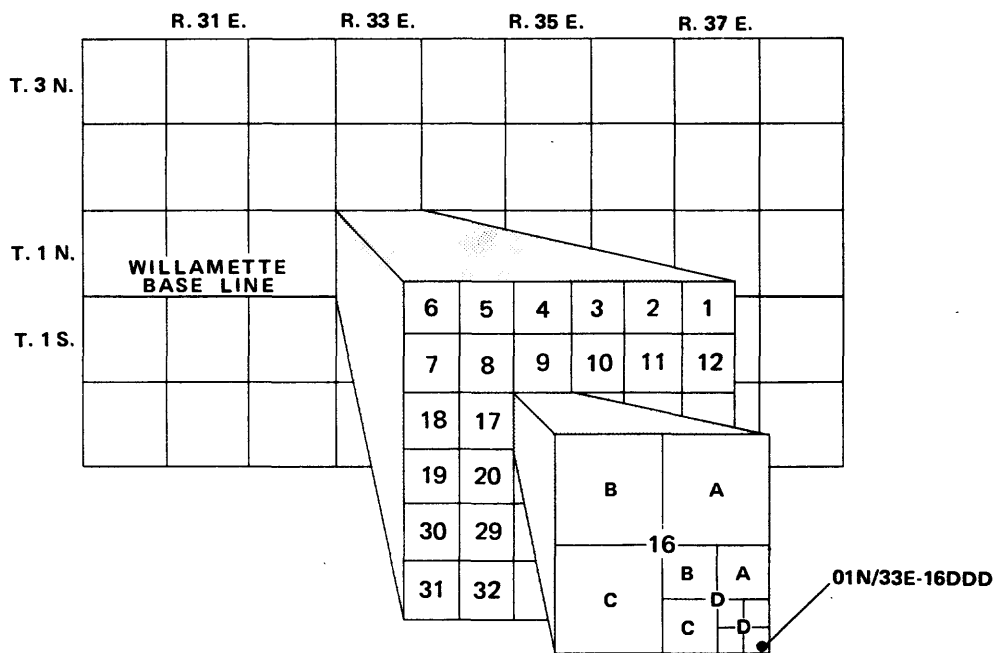 R. 31 E. R. 33 E. R. 35 E. R. 37 E.
T. 3 N.
T. 1 N.
WILLAMETTE
BASE LINE
T. 1 S.
6 5 4 3 2 1
7 8 9 10 11 12
18 17
19 20
30 29
31 32
B A
16
B A
C D
C D
01N/33E-16DDD